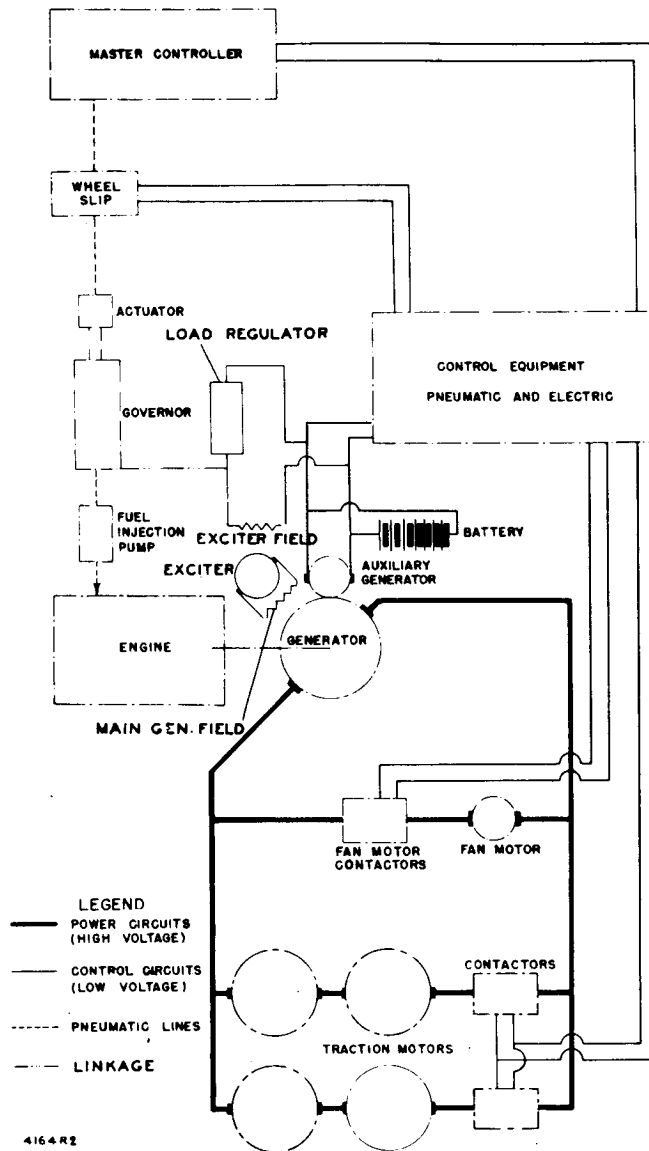 MASTER CONTROLLER
WHEEL
SLIP
ACTUATOR
LOAD REGULATOR
CONTROL EQUIPMENT
PNEUMATIC AND ELECTRIC
GOVERNOR
FUEL
INJECTION
PUMP
EXCITER FIELD
BATTERY
EXCITER
AUXILIARY
GENERATOR
ENGINE
GENERATOR
MAIN GEN. FIELD
FAN MOTOR
CONTACTORS
FAN MOTOR
LEGEND
POWER CIRCUITS
(HIGH VOLTAGE)
CONTROL CIRCUITS
(LOW VOLTAGE)
PNEUMATIC LINES
LINKAGE
CONTACTORS
TRACTION MOTORS
4164R2